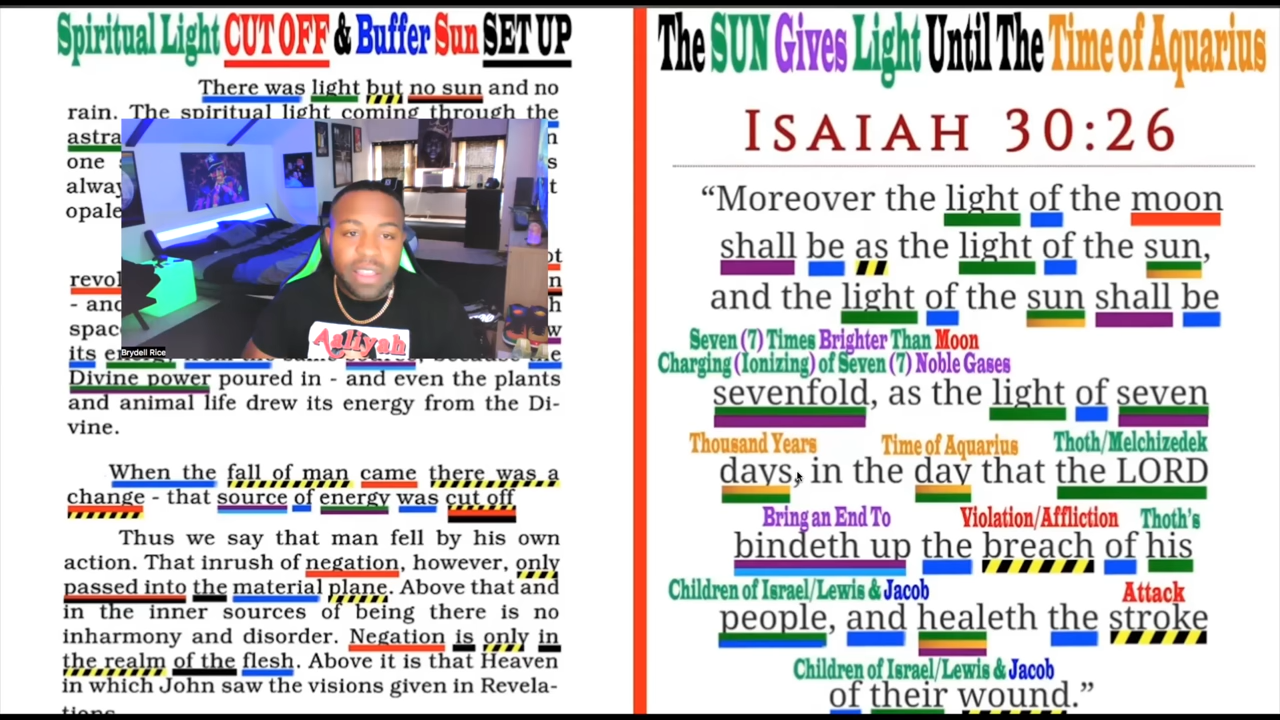 Spiritual Light CUT OFF & Buffer Sun SET UP
There was light but no sun and no
rain. The spiritual light coming through the
astra
one
alway
opale
revol
- and
space
its energy from the same source, because the
Divine power poured in - and even the plants
and animal life drew its energy from the Di-
vine.
When the fall of man came there was a
change - that source of energy was cut off
Thus we say that man fell by his own
action. That inrush of negation, however, only
passed into the material plane. Above that and
in the inner sources of being there is no
inharmony and disorder. Negation is only in
the realm of the flesh. Above it is that Heaven
in which John saw the visions given in Revela-
tions.
Aaliyah
Brydell Rice
The SUN Gives Light Until The Time of Aquarius
ISAIAH 30:26
“Moreover the light of the moon
shall be as the light of the sun,
and the light of the sun shall be
Seven (7) Times Brighter Than Moon
Charging (Ionizing) of Seven (7) Noble Gases
sevenfold, as the light of seven
Thousand Years Time of Aquarius Thoth/Melchizedek
days, in the day that the LORD
Bring an End To Violation/Affliction Thoth's
bindeth up the breach of his
Children of Israel/Lewis & Jacob Attack
people, and healeth the stroke
Children of Israel/Lewis & Jacob
of their wound.”